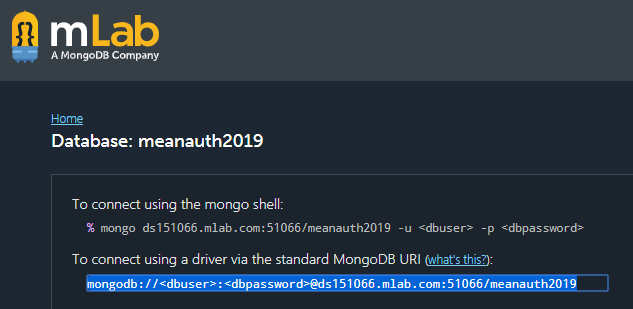 mLab
A MongoDB Company
Home
Database: meanauth2019
To connect using the mongo shell:
% mongo ds151066.mlab.com:51066/meanauth2019 -u <dbuser> -p <dbpassword>
To connect using a driver via the standard MongoDB URI (what's this?):
mongodb://<dbuser>:<dbpassword>@ds151066.mlab.com:51066/meanauth2019